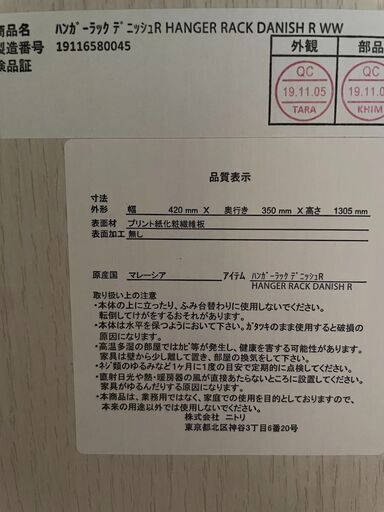 商品名 ﾊﾝｶﾞｰﾗｯｸ ﾃﾞﾆｯｼｭR HANGER RACK DANISH R WW
製造番号 19116580045
検品証
外観
部品
QC
19.11.05
TARA
QC
KHIM
品質表示
寸法
外形 幅 420 mm X 奥行き 350 mm X 高さ 1305 mm
表面材 プリント紙化粧繊維板
表面加工 無し
原産国 マレーシア アイテム ﾊﾝｶﾞｰﾗｯｸ ﾃﾞﾆｯｼｭR
HANGER RACK DANISH R
取り扱い上の注意
・本体の上に立ったり、ふみ台替わりに使用しないでください。
転倒してけがをするおそれがあります。
・本体は水平を保つように設置して下さい。ｶﾞﾀﾂｷのまま使用すると破損の
原因になります。
・高温多湿の部屋ではｶﾋﾞ等が発生し、健康を害する可能性があります。
家具は壁から少し離して置き、部屋の換気をして下さい。
・ネジ類のゆるみなど1ヶ月に1度の目安で定期的に点検してください。
・直射日光や熱・暖房器の風が直接あたらないところに設置してください。
家具がゆるんだりする原因になります。
・本商品は、業務用ではなく、家庭での使用を目的としておりますので、
本来の用途以外では使用しないでください。
株式会社 ニトリ
東京都北区神谷3丁目6番20号